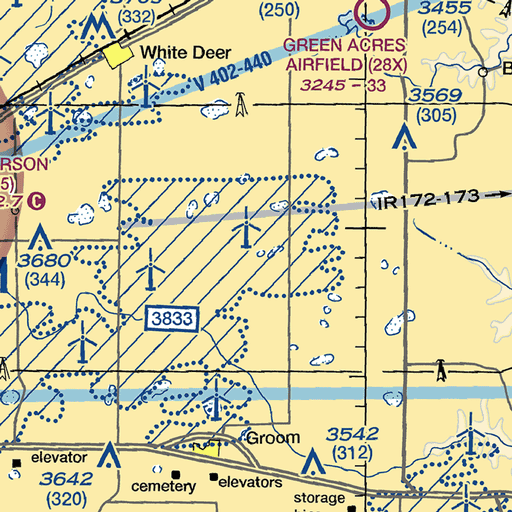 (332)
(250)
3455
(254)
White Deer
GREEN ACRES
AIRFIELD (28X)
3245 - 33
V 402-440
3569
(305)
RSON
C
IR172-173
3680
(344)
3833
Groom
3542
(312)
elevator
3642
(320)
cemetery
elevators
storage